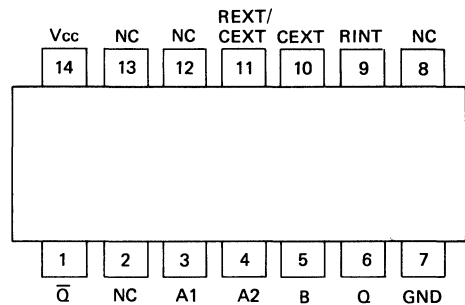 REXT/
Vcc NC NC CEXT CEXT RINT NC
14 13 12 11 10 9 8
1 2 3 4 5 6 7
Q̅ NC A1 A2 B Q GND